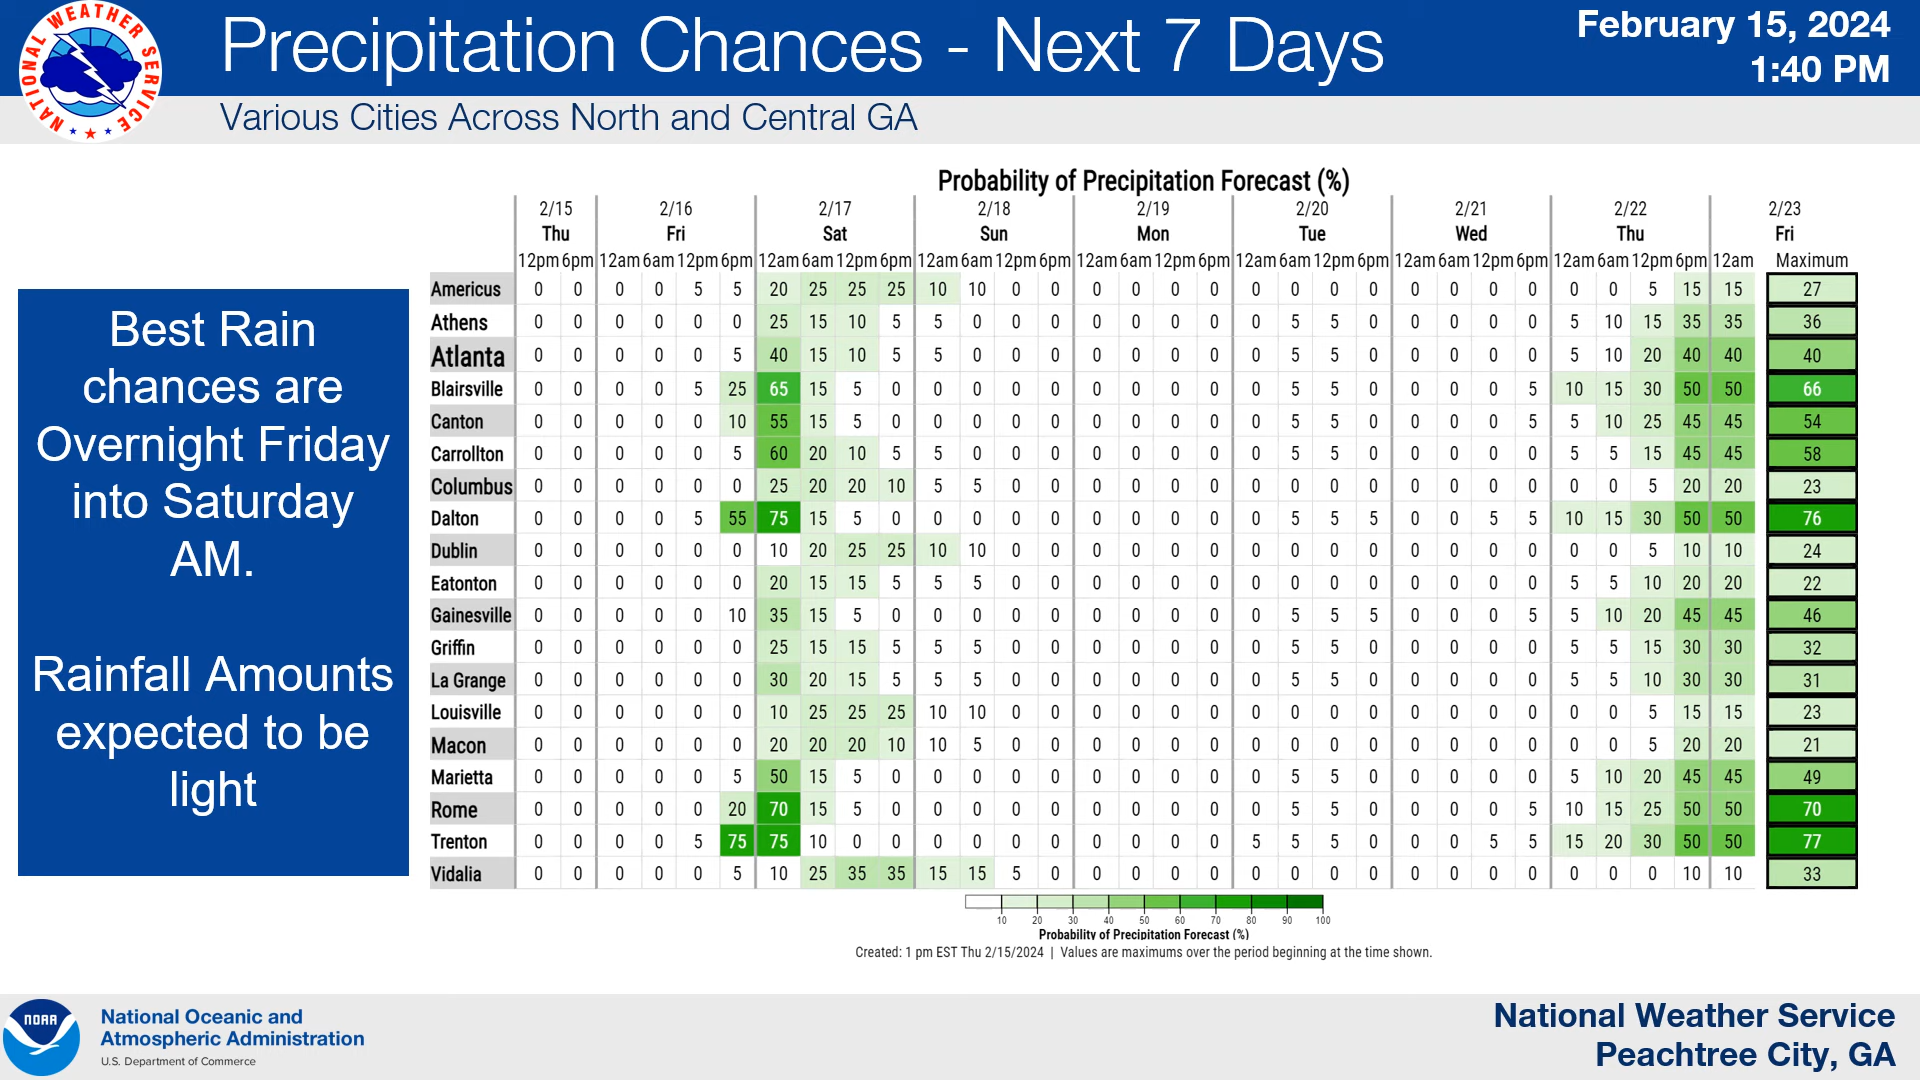 NATIONAL WEATHER SERVICE
Precipitation Chances - Next 7 Days
February 15, 2024
1:40 PM
Various Cities Across North and Central GA
Best Rain
chances are
Overnight Friday
into Saturday
AM.
Rainfall Amounts
expected to be
light
Probability of Precipitation Forecast (%)
2/15 2/16 2/17 2/18 2/19 2/20 2/21 2/22 2/23
Thu Fri Sat Sun Mon Tue Wed Thu Fri
12pm 6pm 12am 6am 12pm 6pm 12am 6am 12pm 6pm 12am 6am 12pm 6pm 12am 6am 12pm 6pm 12am 6am 12pm 6pm 12am 6am 12pm 6pm 12am 6am 12pm 6pm 12am Maximum
Americus 0 0 0 0 5 5 20 25 25 25 10 10 0 0 0 0 0 0 0 0 0 0 0 0 0 0 0 0 5 15 15 27
Athens 0 0 0 0 0 0 25 15 10 5 5 0 0 0 0 0 0 0 0 5 5 0 0 0 0 0 5 10 15 35 35 36
Atlanta 0 0 0 0 0 5 40 15 10 5 5 0 0 0 0 0 0 0 0 5 5 0 0 0 0 0 5 10 20 40 40 40
Blairsville 0 0 0 0 5 25 65 15 5 0 0 0 0 0 0 0 0 0 0 5 5 0 0 0 0 5 10 15 30 50 50 66
Canton 0 0 0 0 0 10 55 15 5 0 0 0 0 0 0 0 0 0 0 5 5 0 0 0 0 5 5 10 25 45 45 54
Carrollton 0 0 0 0 0 5 60 20 10 5 5 0 0 0 0 0 0 0 0 5 5 0 0 0 0 0 5 5 15 45 45 58
Columbus 0 0 0 0 0 0 25 20 20 10 5 5 0 0 0 0 0 0 0 0 0 0 0 0 0 0 0 0 5 20 20 23
Dalton 0 0 0 0 5 55 75 15 5 0 0 0 0 0 0 0 0 0 0 5 5 5 0 0 5 5 10 15 30 50 50 76
Dublin 0 0 0 0 0 0 10 20 25 25 10 10 0 0 0 0 0 0 0 0 0 0 0 0 0 0 0 0 5 10 10 24
Eatonton 0 0 0 0 0 0 20 15 15 5 5 5 0 0 0 0 0 0 0 0 0 0 0 0 0 0 5 5 10 20 20 22
Gainesville 0 0 0 0 0 10 35 15 5 0 0 0 0 0 0 0 0 0 0 5 5 5 0 0 0 5 5 10 20 45 45 46
Griffin 0 0 0 0 0 0 25 15 15 5 5 5 0 0 0 0 0 0 0 5 5 0 0 0 0 0 5 5 15 30 30 32
La Grange 0 0 0 0 0 0 30 20 15 5 5 5 0 0 0 0 0 0 0 5 5 0 0 0 0 0 5 5 10 30 30 31
Louisville 0 0 0 0 0 0 10 25 25 25 10 10 0 0 0 0 0 0 0 0 0 0 0 0 0 0 0 0 5 15 15 23
Macon 0 0 0 0 0 0 20 20 20 10 10 5 0 0 0 0 0 0 0 0 0 0 0 0 0 0 0 0 5 20 20 21
Marietta 0 0 0 0 0 5 50 15 5 0 0 0 0 0 0 0 0 0 0 5 5 0 0 0 0 0 5 10 20 45 45 49
Rome 0 0 0 0 0 20 70 15 5 0 0 0 0 0 0 0 0 0 0 5 5 0 0 0 0 5 10 15 25 50 50 70
Trenton 0 0 0 0 5 75 75 10 0 0 0 0 0 0 0 0 0 0 5 5 5 0 0 0 5 5 15 20 30 50 50 77
Vidalia 0 0 0 0 0 5 10 25 35 35 15 15 5 0 0 0 0 0 0 0 0 0 0 0 0 0 0 0 0 10 10 33
10 20 30 40 50 60 70 80 90 100
Probability of Precipitation Forecast (%)
Created: 1 pm EST Thu 2/15/2024 | Values are maximums over the period beginning at the time shown.
NOAA
National Oceanic and
Atmospheric Administration
U.S. Department of Commerce
National Weather Service
Peachtree City, GA